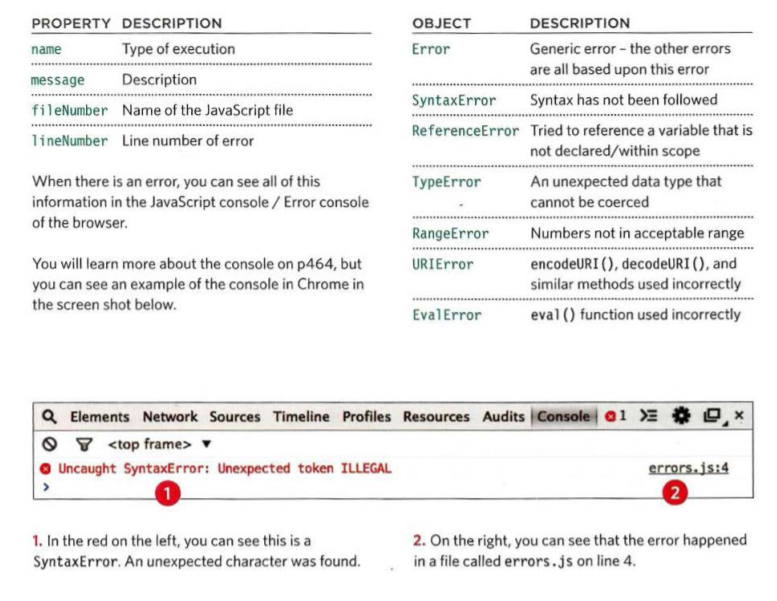 PROPERTY DESCRIPTION
name Type of execution
message Description
fileNumber Name of the JavaScript file
lineNumber Line number of error
When there is an error, you can see all of this
information in the JavaScript console / Error console
of the browser.
You will learn more about the console on p464, but
you can see an example of the console in Chrome in
the screen shot below.
OBJECT DESCRIPTION
Error Generic error – the other errors
are all based upon this error
SyntaxError Syntax has not been followed
ReferenceError Tried to reference a variable that is
not declared/within scope
TypeError An unexpected data type that
cannot be coerced
RangeError Numbers not in acceptable range
URIError encodeURI(), decodeURI(), and
similar methods used incorrectly
EvalError eval() function used incorrectly
Elements Network Sources Timeline Profiles Resources Audits Console 1
<top frame> ▼
Uncaught SyntaxError: Unexpected token ILLEGAL errors.js:4
>
1 2
1. In the red on the left, you can see this is a
SyntaxError. An unexpected character was found.
2. On the right, you can see that the error happened
in a file called errors.js on line 4.